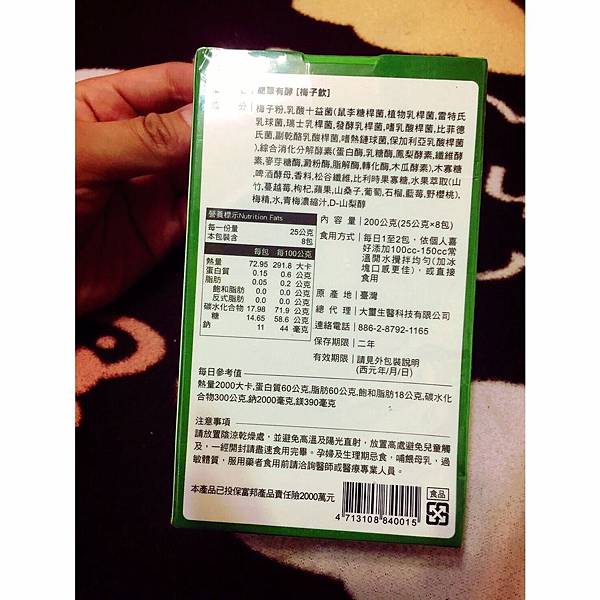 有酵 [梅子飲]
梅子粉,乳酸十益菌(鼠李糖桿菌,植物乳桿菌,雷特氏
乳球菌,瑞士乳桿菌,發酵乳桿菌,嗜乳酸桿菌,比菲德
氏菌,副乾酪乳酸桿菌,嗜熱鏈球菌,保加利亞乳酸桿菌
),綜合消化分解酵素(蛋白酶,乳糖酶,鳳梨酵素,纖維酵
素,麥芽糖酶,澱粉酶,脂解酶,轉化酶,木瓜酵素),木寡糖
,啤酒酵母,香料,松谷纖維,比利時果寡糖,水果萃取(山
竹,蔓越莓,枸杞,蘋果,山桑子,葡萄,石榴,藍莓,野櫻桃),
梅精,水,青梅濃縮汁,D-山梨醇
營養標示Nutrition Fats
每一份量 25公克
本包裝含 8包
每包 每100公克
熱量 72.95 291.8 大卡
蛋白質 0.15 0.6 公克
脂肪 0.05 0.2 公克
飽和脂肪 0.0 0.0 公克
反式脂肪 0.0 0.0 公克
碳水化合物 17.98 71.9 公克
糖 14.65 58.6 公克
鈉 11 44 毫克
內容量 | 200公克(25公克×8包)
食用方式 | 每日1至2包，依個人喜
好添加100cc-150cc常
溫開水攪拌均勻(加冰
塊口感更佳)，或直接
食用
原產地 | 臺灣
總代理 | 大璽生醫科技有限公司
連絡電話 | 886-2-8792-1165
保存期限 | 二年
有效期限 | 請見外包裝說明
(西元年/月/日)
每日參考值
熱量2000大卡,蛋白質60公克,脂肪60公克,飽和脂肪18公克,碳水化
合物300公克,鈉2000毫克,鎂390毫克
注意事項
請放置陰涼乾燥處，並避免高溫及陽光直射，放置高處避免兒童觸
及，一經開封請盡速食用完畢。孕婦及生理期忌食，哺餵母乳，過
敏體質，服用藥者食用前請洽詢醫師或醫療專業人員。
本產品已投保富邦產品責任險2000萬元
食品
4 713108 840015